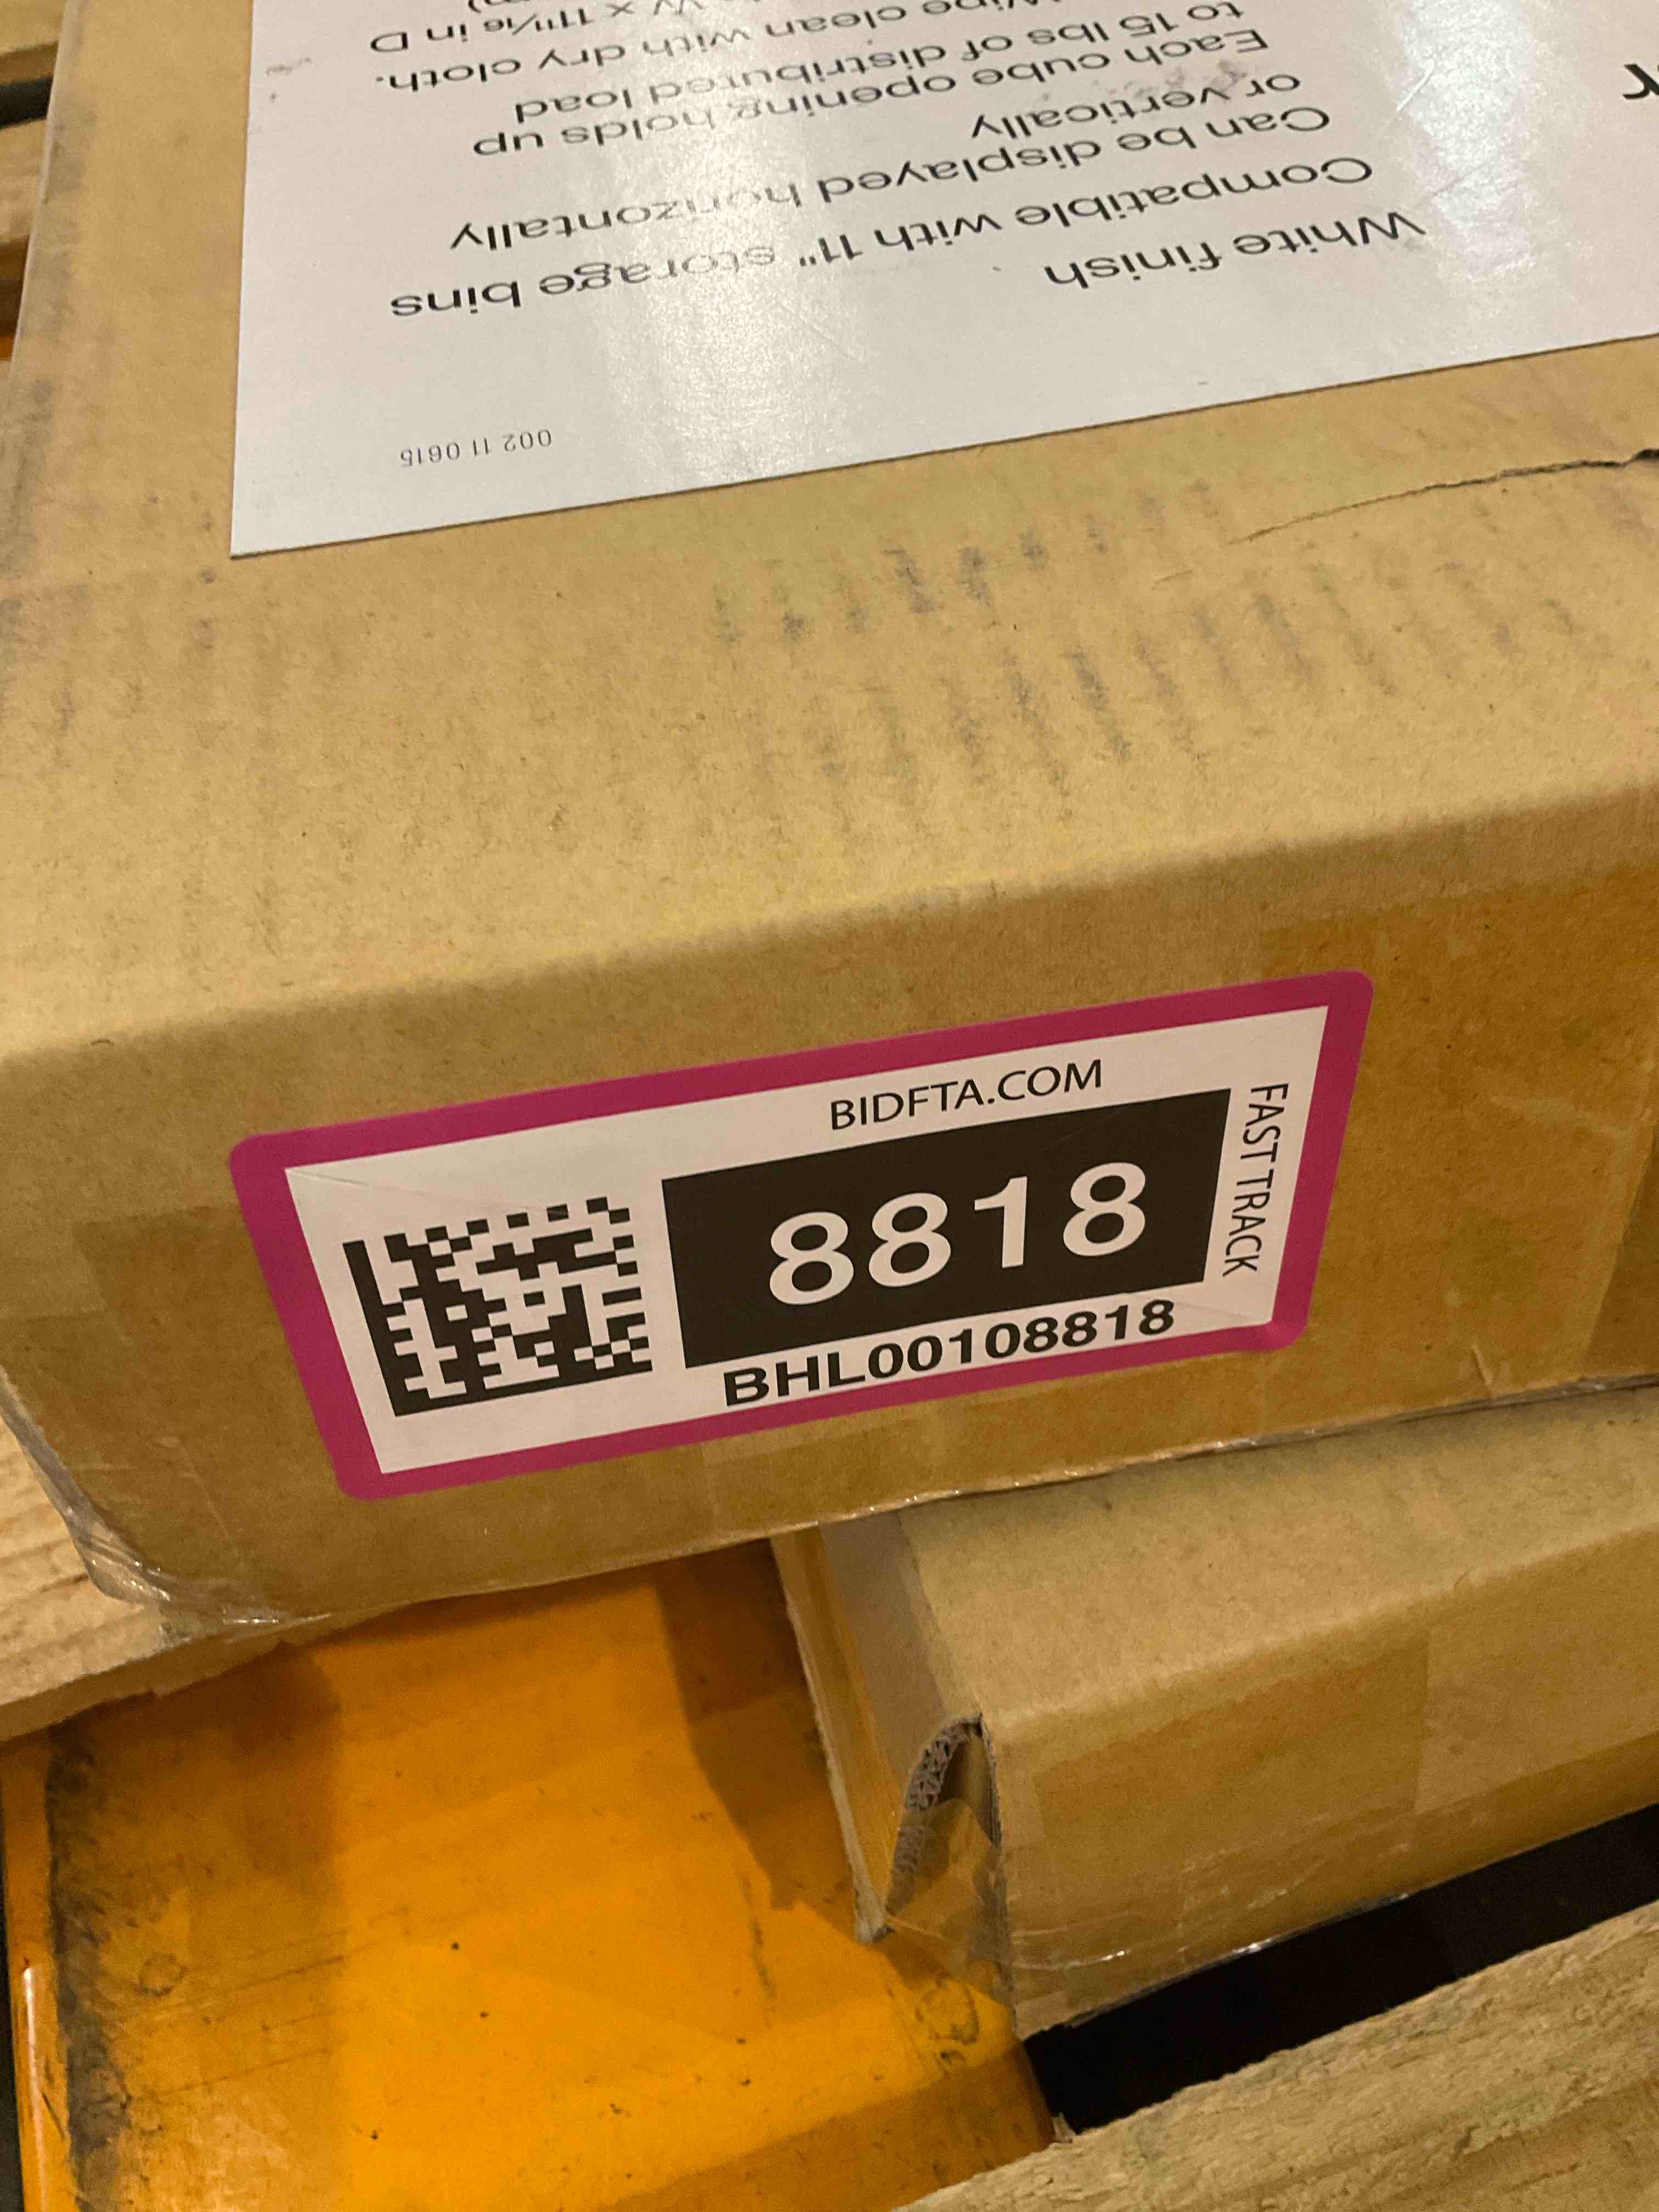 BIDFTA.COM
8818
BHL00108818
FAST TRACK
White finish
Compatible with 11" storage bins
Can be displayed horizontally
or vertically
Each cube opening holds up
to 15 lbs of distributed load
Wipe clean with dry cloth.
in D
002 11 0615